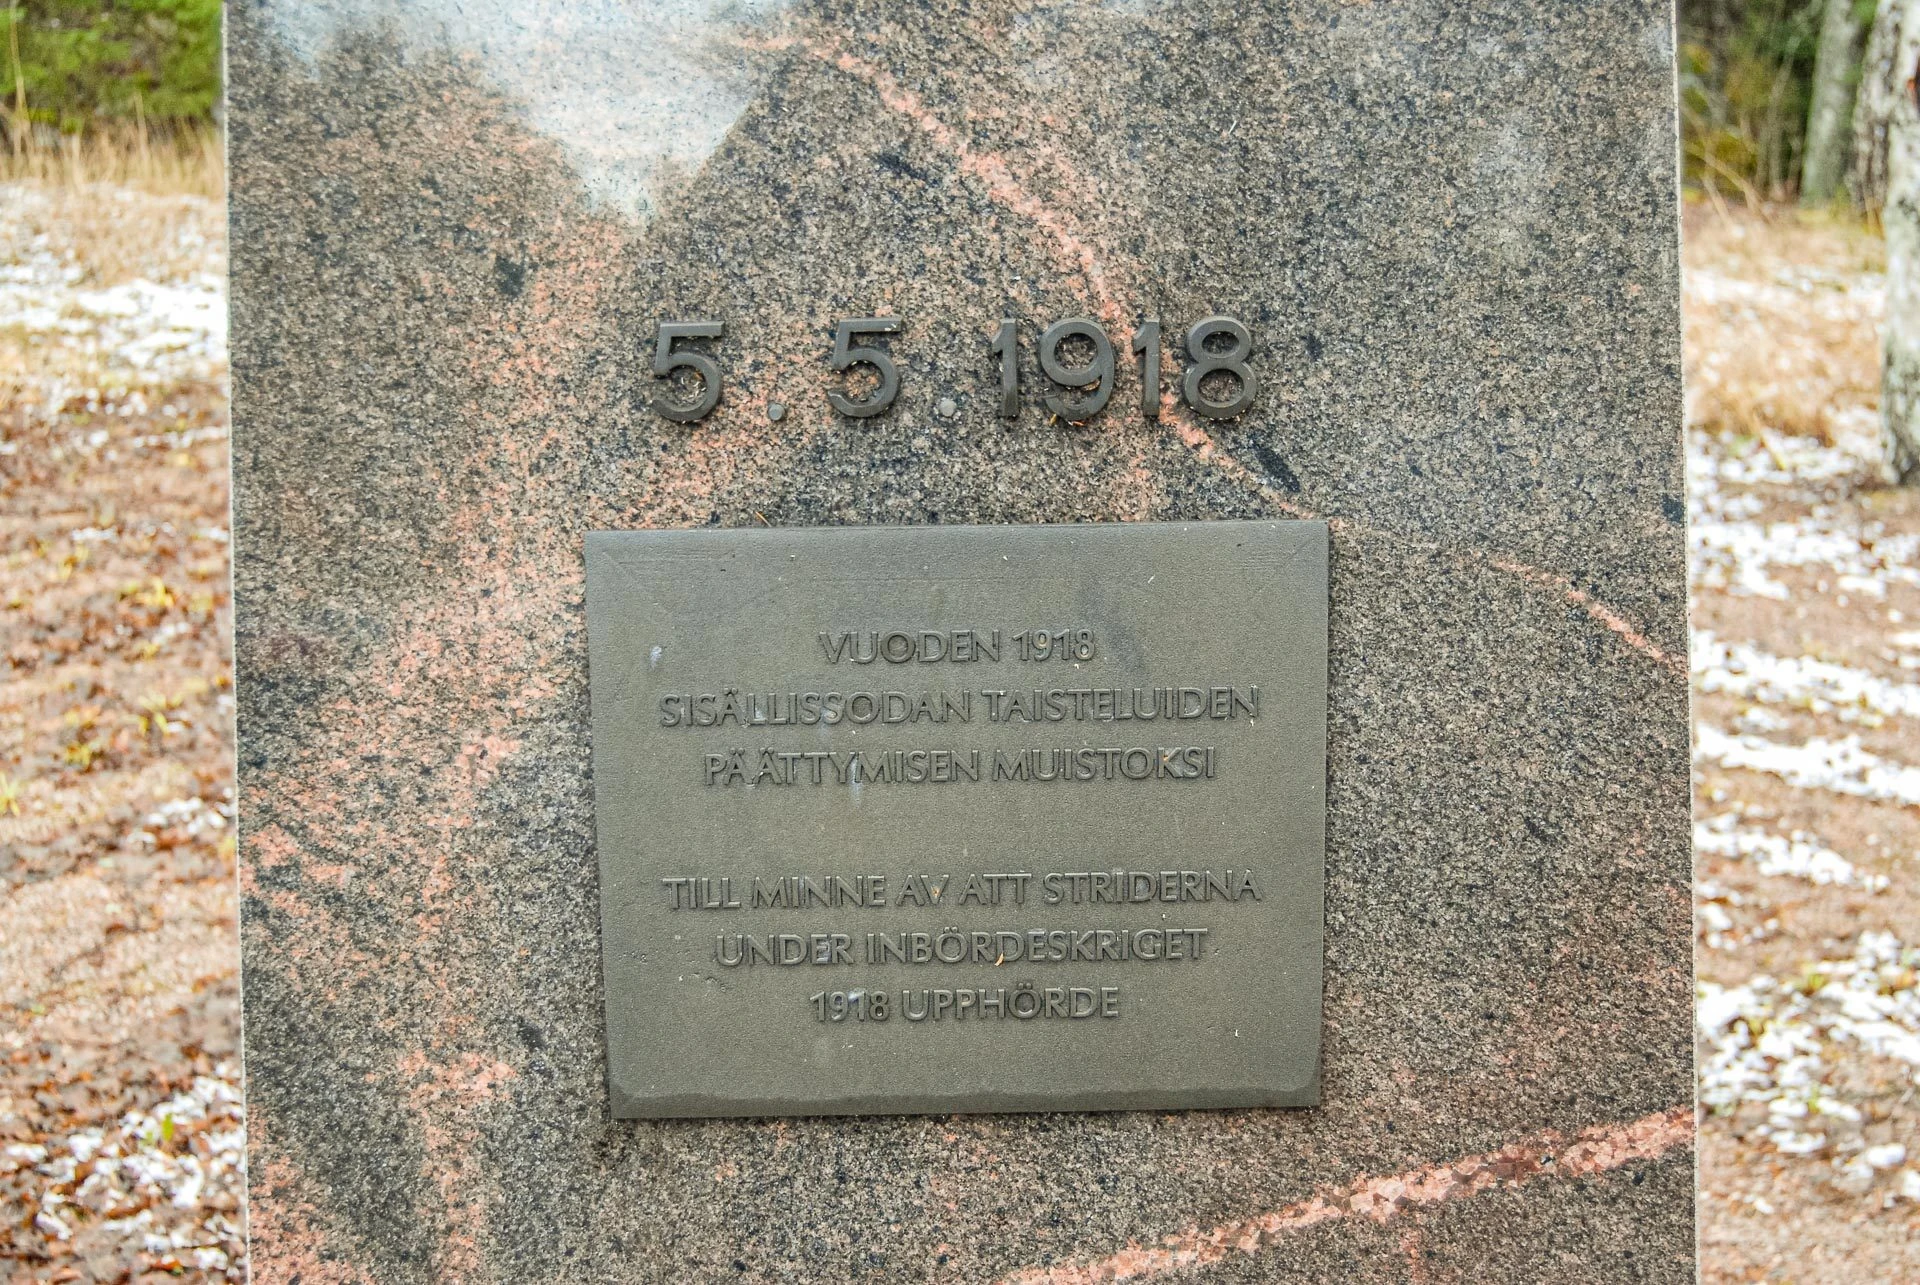 5.5.1918
VUODEN 1918
SISÄLLISSODAN TAISTELUIDEN
PÄÄTTYMISEN MUISTOKSI
TILL MINNE AV ATT STRIDERNA
UNDER INBÖRDESKRIGET
1918 UPPHÖRDE